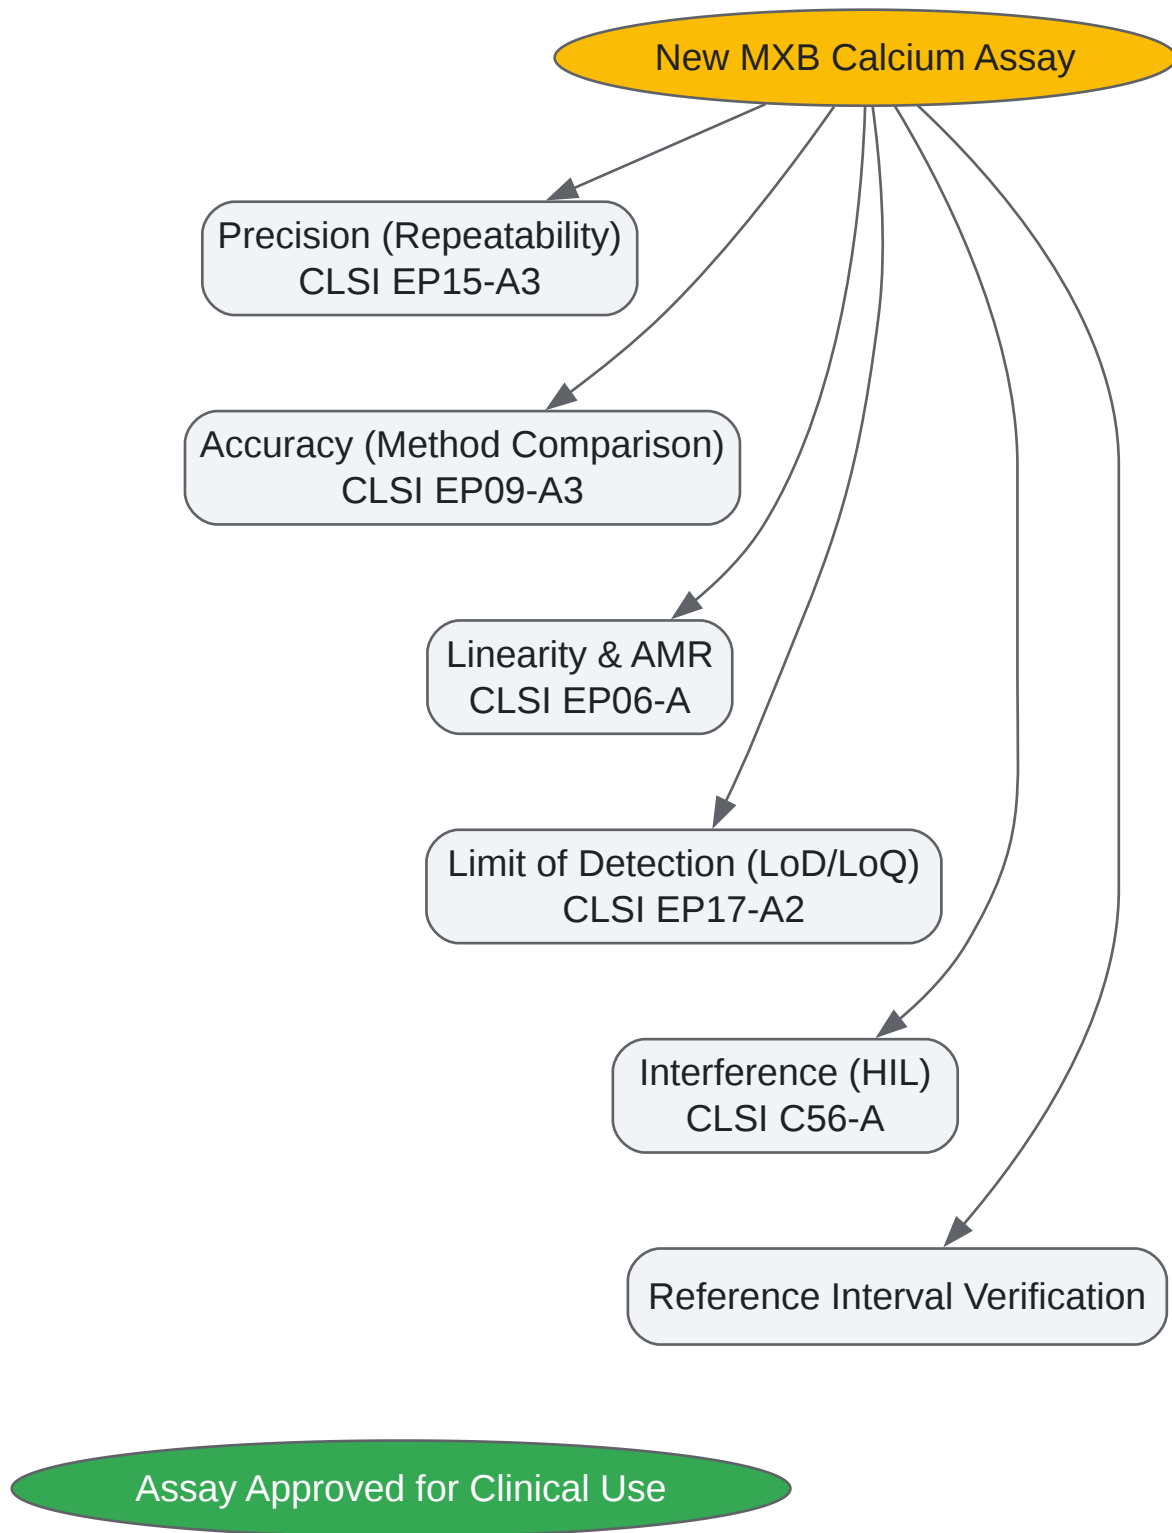 New MXB Calcium Assay
Precision (Repeatability)
CLSI EP15-A3
Accuracy (Method Comparison)
CLSI EP09-A3
Linearity & AMR
CLSI EP06-A
Limit of Detection (LoD/LoQ)
CLSI EP17-A2
Interference (HIL)
CLSI C56-A
Reference Interval Verification
Assay Approved for Clinical Use